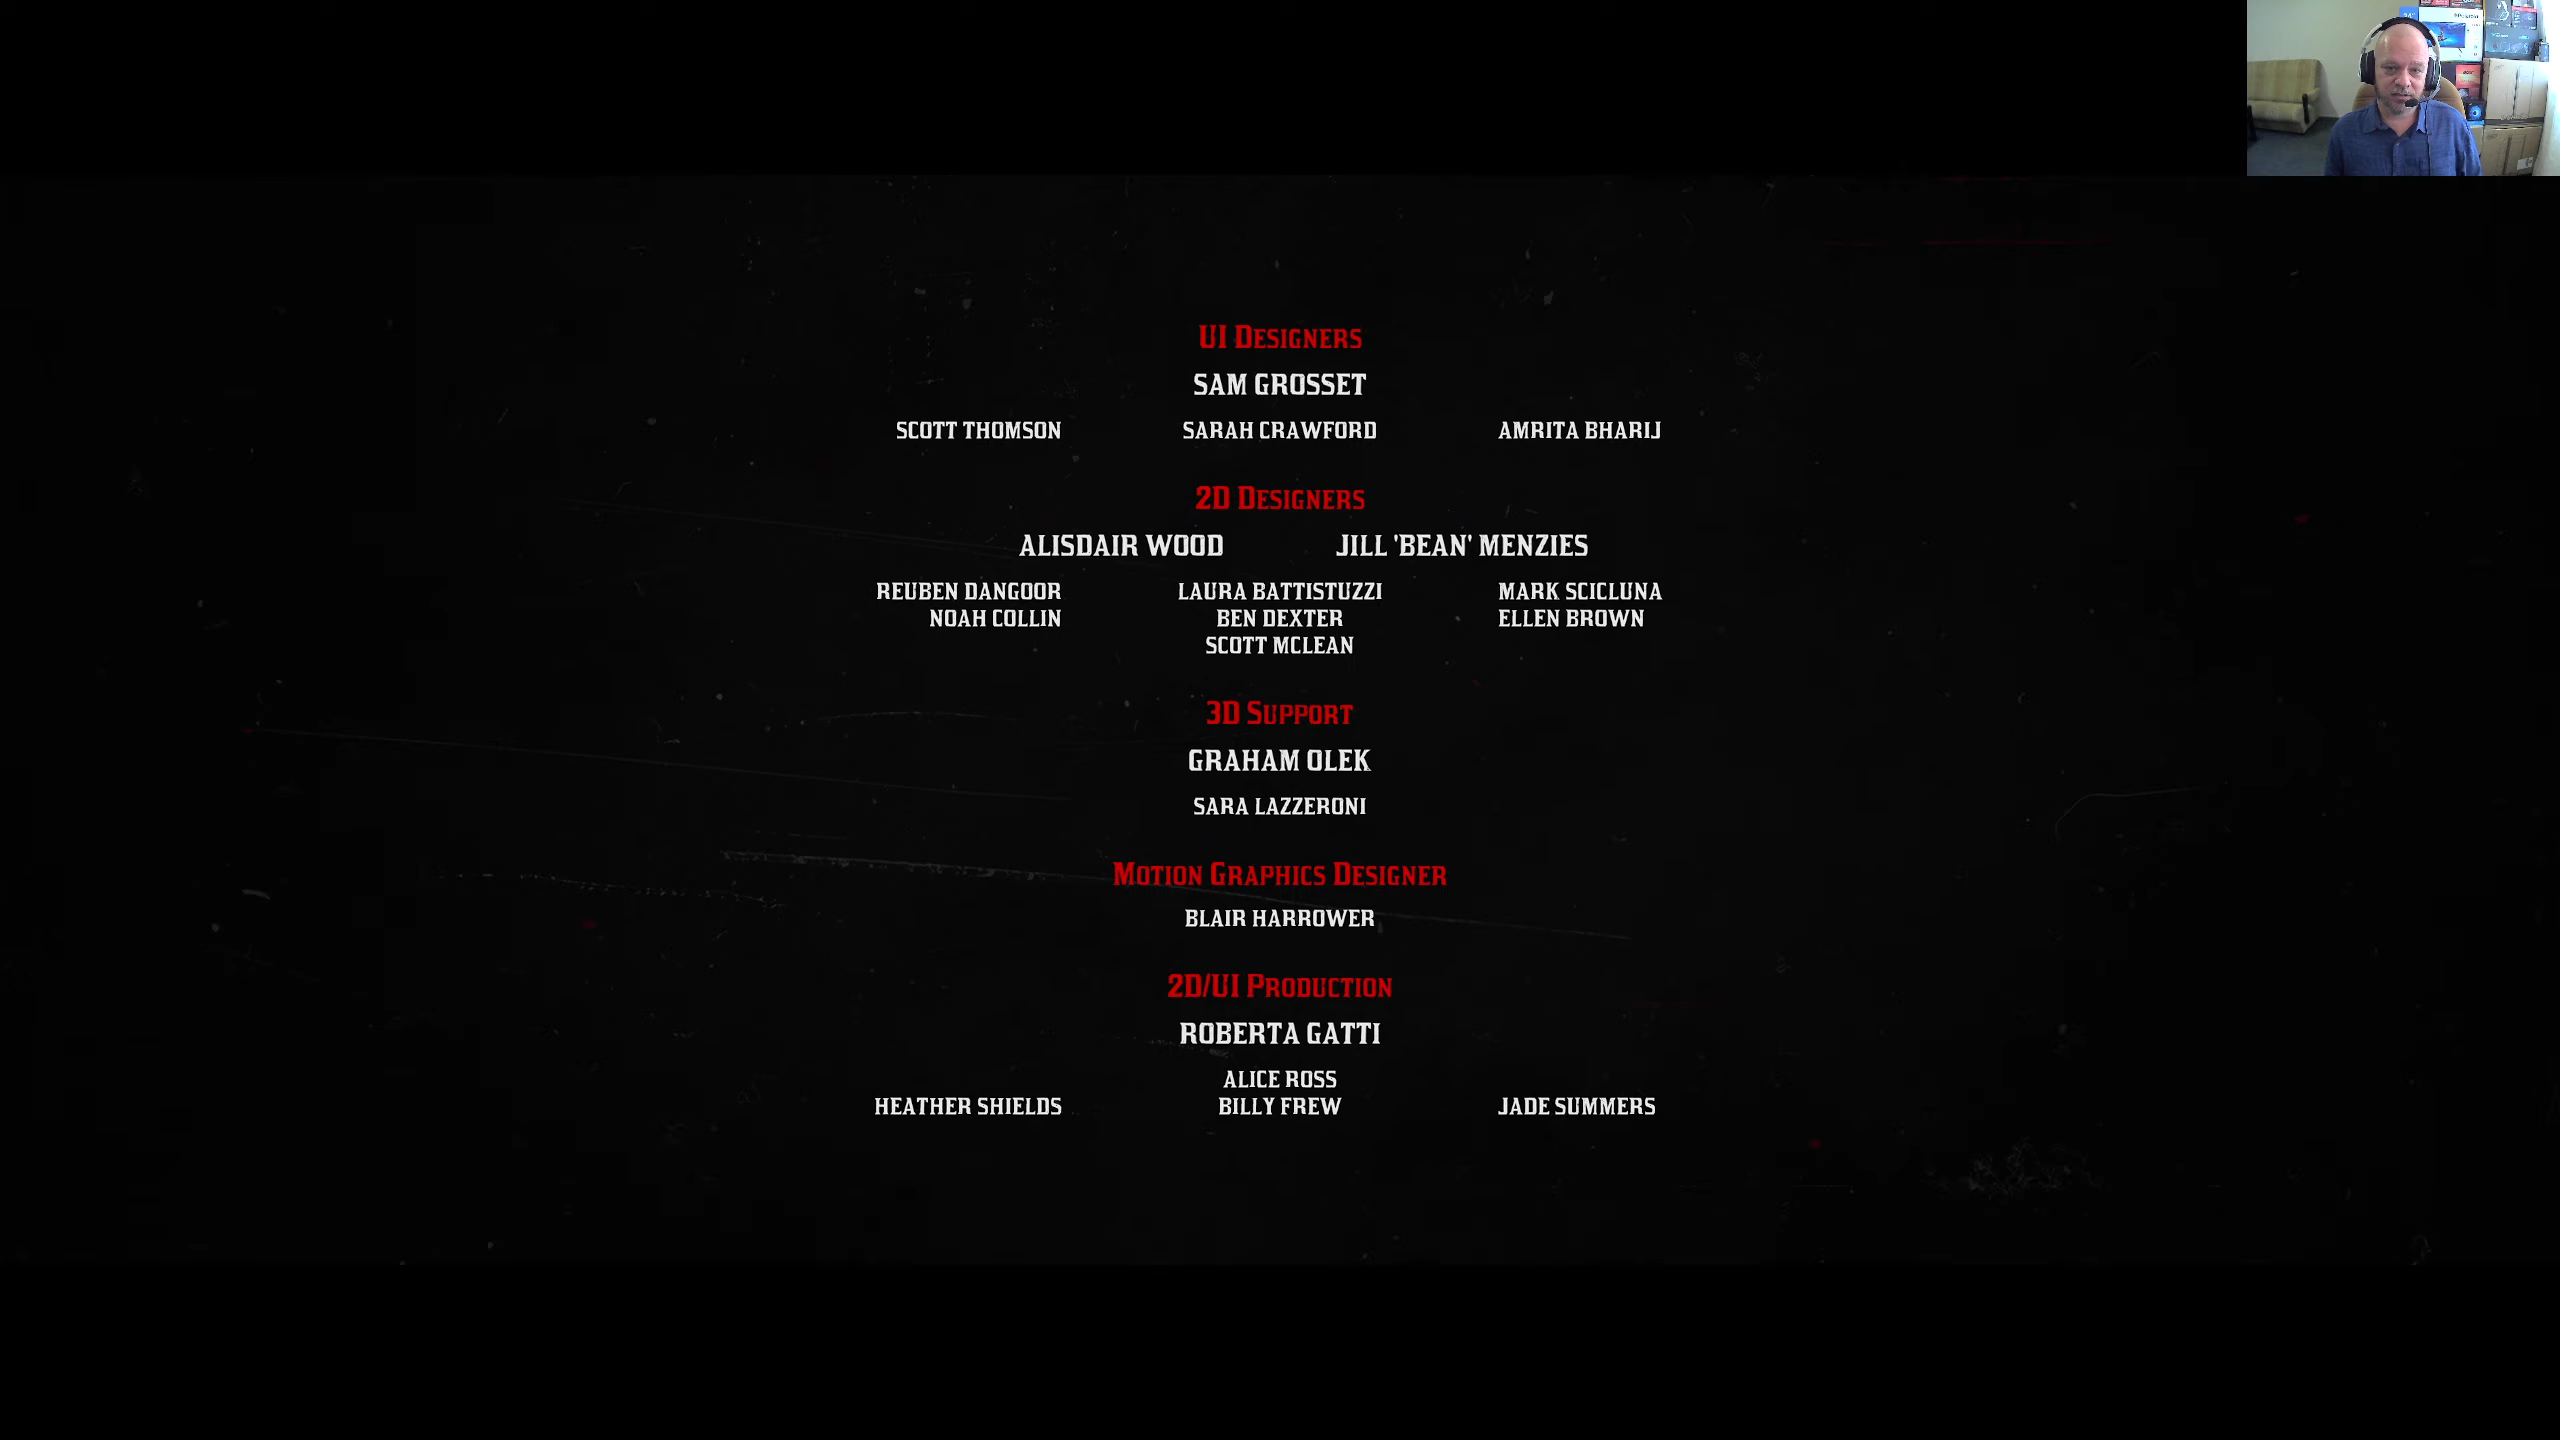 UI DESIGNERS
SAM GROSSET
SCOTT THOMSON SARAH CRAWFORD AMRITA BHARIJ
2D DESIGNERS
ALISDAIR WOOD JILL 'BEAN' MENZIES
REUBEN DANGOOR LAURA BATTISTUZZI MARK SCICLUNA
NOAH COLLIN BEN DEXTER ELLEN BROWN
SCOTT MCLEAN
3D SUPPORT
GRAHAM OLEK
SARA LAZZERONI
MOTION GRAPHICS DESIGNER
BLAIR HARROWER
2D/UI PRODUCTION
ROBERTA GATTI
ALICE ROSS
HEATHER SHIELDS BILLY FREW JADE SUMMERS